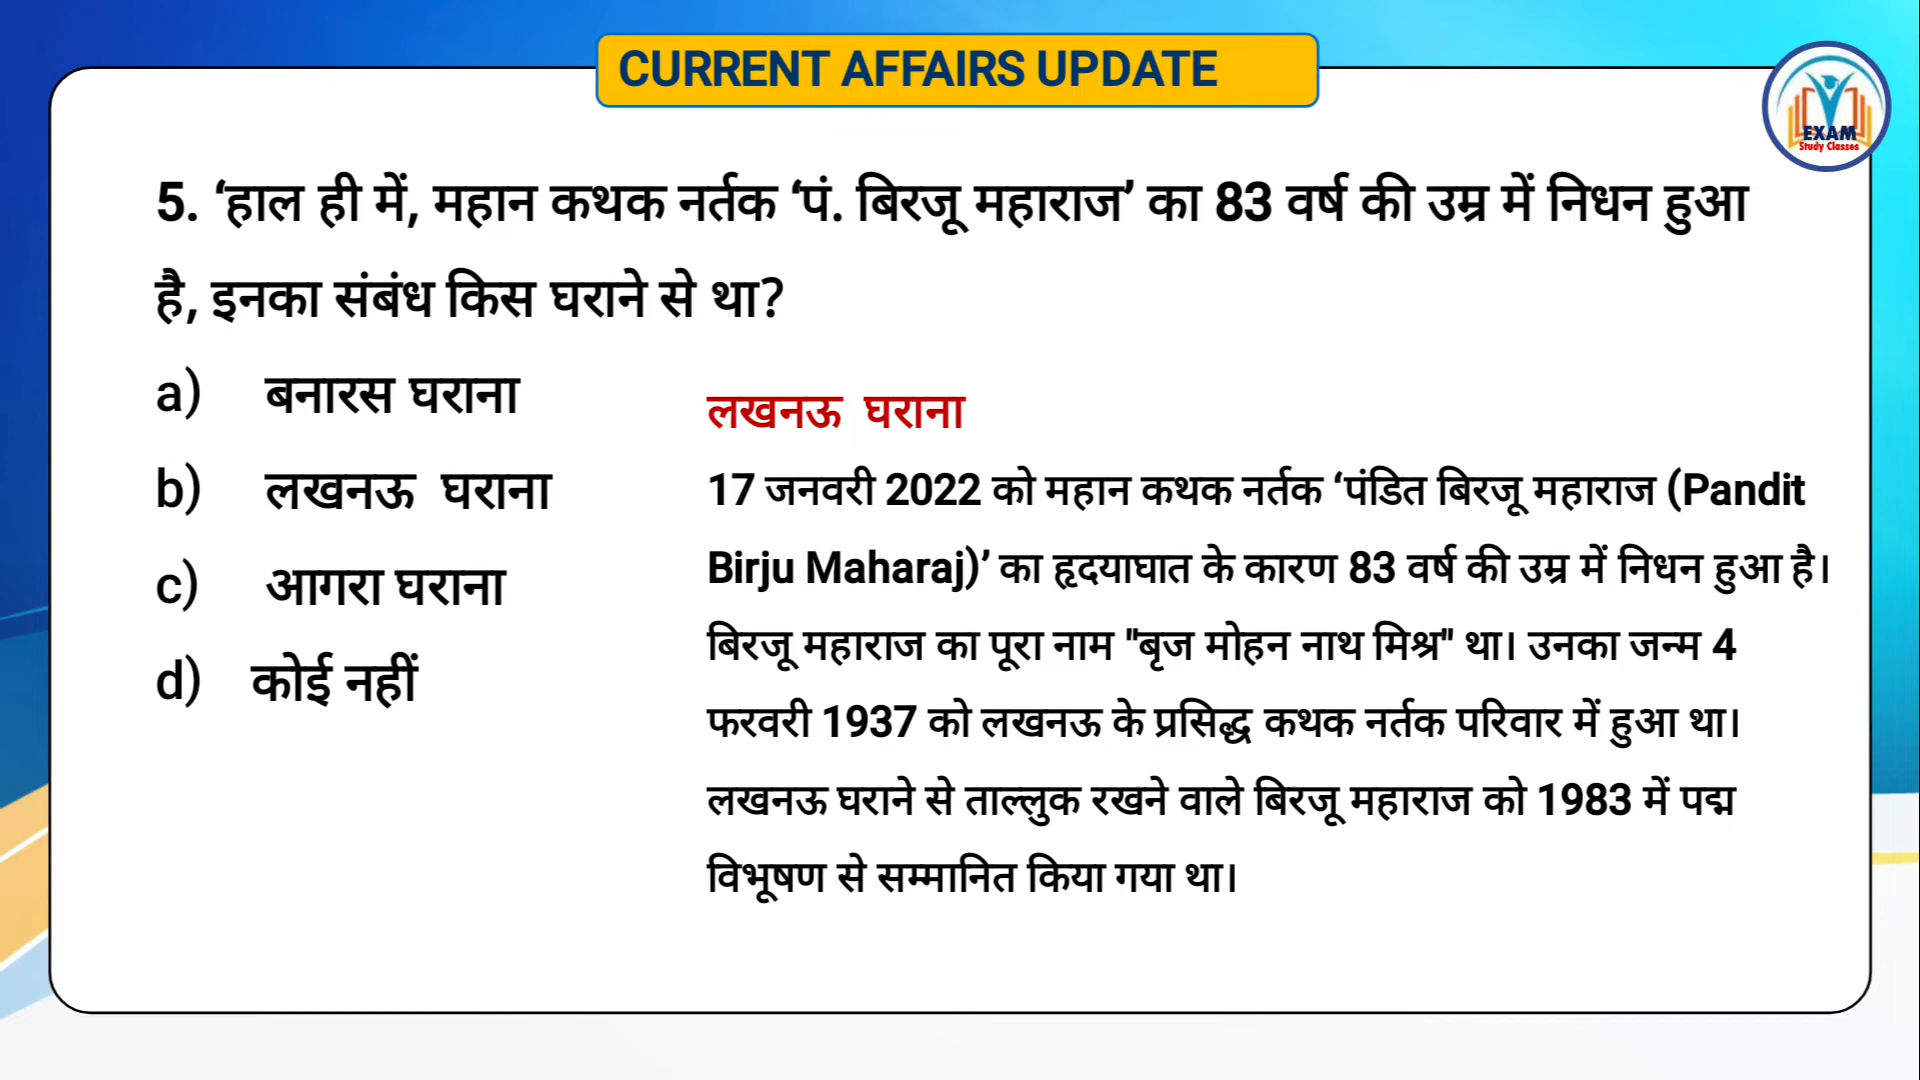 CURRENT AFFAIRS UPDATE
EXAM
Study Classes
5. ‘हाल ही में, महान कथक नर्तक ‘पं. बिरजू महाराज’ का 83 वर्ष की उम्र में निधन हुआ
है, इनका संबंध किस घराने से था?
a) बनारस घराना
b) लखनऊ घराना
c) आगरा घराना
d) कोई नहीं
लखनऊ घराना
17 जनवरी 2022 को महान कथक नर्तक ‘पंडित बिरजू महाराज (Pandit
Birju Maharaj)’ का हृदयाघात के कारण 83 वर्ष की उम्र में निधन हुआ है।
बिरजू महाराज का पूरा नाम "बृज मोहन नाथ मिश्र" था। उनका जन्म 4
फरवरी 1937 को लखनऊ के प्रसिद्ध कथक नर्तक परिवार में हुआ था।
लखनऊ घराने से ताल्लुक रखने वाले बिरजू महाराज को 1983 में पद्म
विभूषण से सम्मानित किया गया था।